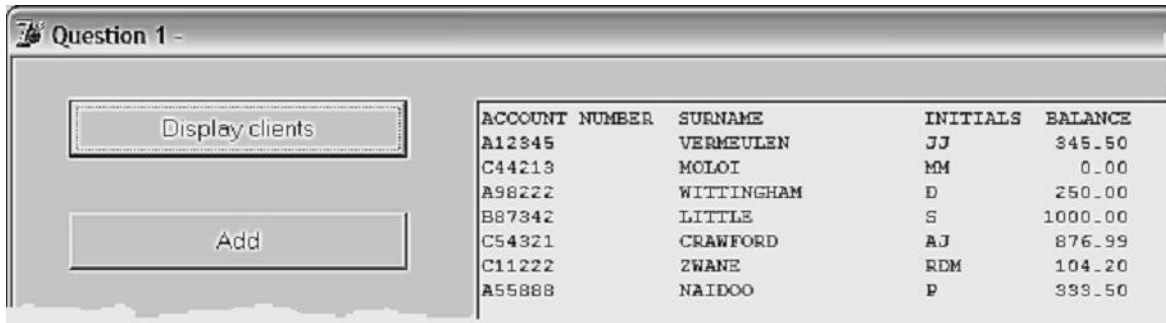 Question 1 -
Display clients
Add
ACCOUNT NUMBER SURNAME INITIALS BALANCE
A12345 VERMEULEN JJ 345.50
C44213 MOLOI MM 0.00
A98222 WITTINGHAM D 250.00
B87342 LITTLE S 1000.00
C54321 CRAWFORD AJ 876.99
C11222 ZWANE RDM 104.20
A55888 NAIDOO P 333.50